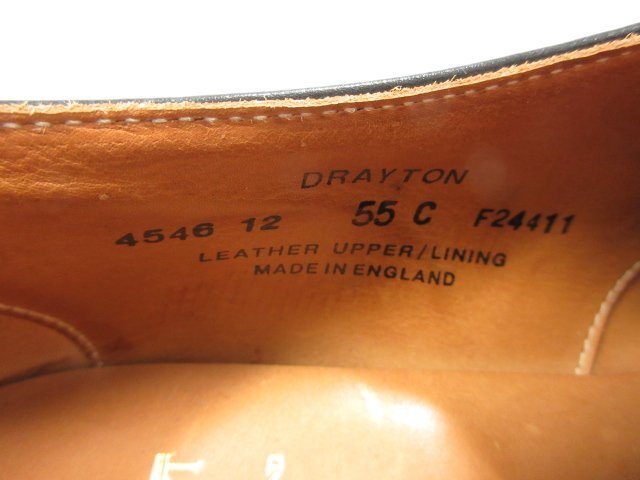 DRAYTON
4546 12 55 C F24411
LEATHER UPPER/LINING
MADE IN ENGLAND